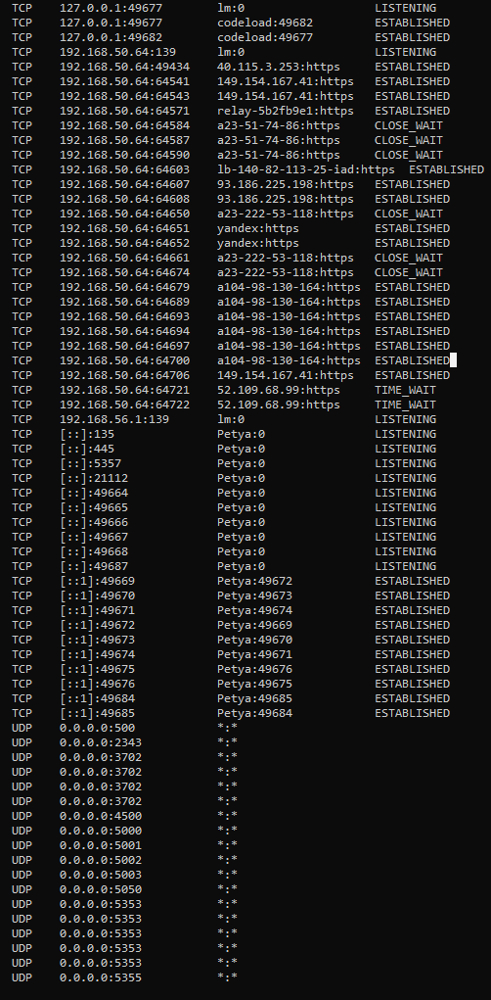 TCP 127.0.0.1:49677 lm:0 LISTENING
TCP 127.0.0.1:49677 codeload:49682 ESTABLISHED
TCP 127.0.0.1:49682 codeload:49677 ESTABLISHED
TCP 192.168.50.64:139 lm:0 LISTENING
TCP 192.168.50.64:49434 40.115.3.253:https ESTABLISHED
TCP 192.168.50.64:64541 149.154.167.41:https ESTABLISHED
TCP 192.168.50.64:64543 149.154.167.41:https ESTABLISHED
TCP 192.168.50.64:64571 relay-5b2fb9e1:https ESTABLISHED
TCP 192.168.50.64:64584 a23-51-74-86:https CLOSE_WAIT
TCP 192.168.50.64:64587 a23-51-74-86:https CLOSE_WAIT
TCP 192.168.50.64:64590 a23-51-74-86:https CLOSE_WAIT
TCP 192.168.50.64:64603 lb-140-82-113-25-iad:https ESTABLISHED
TCP 192.168.50.64:64607 93.186.225.198:https ESTABLISHED
TCP 192.168.50.64:64608 93.186.225.198:https ESTABLISHED
TCP 192.168.50.64:64650 a23-222-53-118:https CLOSE_WAIT
TCP 192.168.50.64:64651 yandex:https ESTABLISHED
TCP 192.168.50.64:64652 yandex:https ESTABLISHED
TCP 192.168.50.64:64661 a23-222-53-118:https CLOSE_WAIT
TCP 192.168.50.64:64674 a23-222-53-118:https CLOSE_WAIT
TCP 192.168.50.64:64679 a104-98-130-164:https ESTABLISHED
TCP 192.168.50.64:64689 a104-98-130-164:https ESTABLISHED
TCP 192.168.50.64:64693 a104-98-130-164:https ESTABLISHED
TCP 192.168.50.64:64694 a104-98-130-164:https ESTABLISHED
TCP 192.168.50.64:64697 a104-98-130-164:https ESTABLISHED
TCP 192.168.50.64:64700 a104-98-130-164:https ESTABLISHED
TCP 192.168.50.64:64706 149.154.167.41:https ESTABLISHED
TCP 192.168.50.64:64721 52.109.68.99:https TIME_WAIT
TCP 192.168.50.64:64722 52.109.68.99:https TIME_WAIT
TCP 192.168.56.1:139 lm:0 LISTENING
TCP [::]:135 Petya:0 LISTENING
TCP [::]:445 Petya:0 LISTENING
TCP [::]:5357 Petya:0 LISTENING
TCP [::]:21112 Petya:0 LISTENING
TCP [::]:49664 Petya:0 LISTENING
TCP [::]:49665 Petya:0 LISTENING
TCP [::]:49666 Petya:0 LISTENING
TCP [::]:49667 Petya:0 LISTENING
TCP [::]:49668 Petya:0 LISTENING
TCP [::]:49687 Petya:0 LISTENING
TCP [::1]:49669 Petya:49672 ESTABLISHED
TCP [::1]:49670 Petya:49673 ESTABLISHED
TCP [::1]:49671 Petya:49674 ESTABLISHED
TCP [::1]:49672 Petya:49669 ESTABLISHED
TCP [::1]:49673 Petya:49670 ESTABLISHED
TCP [::1]:49674 Petya:49671 ESTABLISHED
TCP [::1]:49675 Petya:49676 ESTABLISHED
TCP [::1]:49676 Petya:49675 ESTABLISHED
TCP [::1]:49684 Petya:49685 ESTABLISHED
TCP [::1]:49685 Petya:49684 ESTABLISHED
UDP 0.0.0.0:500 *:*
UDP 0.0.0.0:2343 *:*
UDP 0.0.0.0:3702 *:*
UDP 0.0.0.0:3702 *:*
UDP 0.0.0.0:3702 *:*
UDP 0.0.0.0:3702 *:*
UDP 0.0.0.0:4500 *:*
UDP 0.0.0.0:5000 *:*
UDP 0.0.0.0:5001 *:*
UDP 0.0.0.0:5002 *:*
UDP 0.0.0.0:5003 *:*
UDP 0.0.0.0:5050 *:*
UDP 0.0.0.0:5353 *:*
UDP 0.0.0.0:5353 *:*
UDP 0.0.0.0:5353 *:*
UDP 0.0.0.0:5353 *:*
UDP 0.0.0.0:5353 *:*
UDP 0.0.0.0:5355 *:*